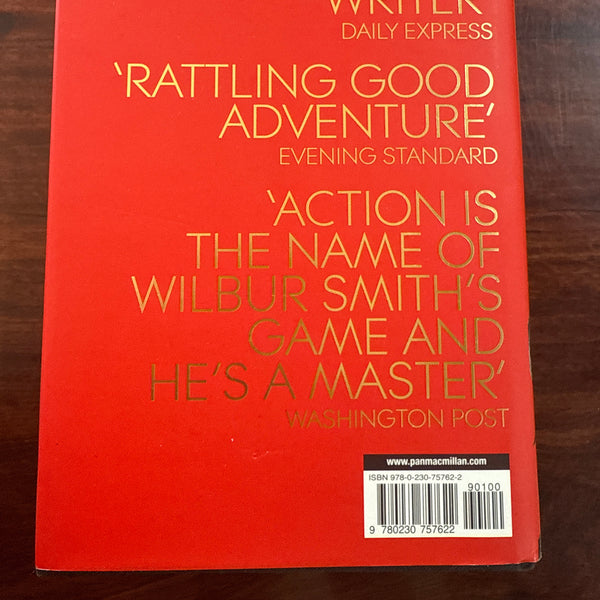 WRITER
DAILY EXPRESS
‘RATTLING GOOD
ADVENTURE’
EVENING STANDARD
‘ACTION IS
THE NAME OF
WILBUR SMITH’S
GAME AND
HE’S A MASTER’
WASHINGTON POST
www.panmacmillan.com
ISBN 978-0-230-75762-2
90100
9 780230 757622